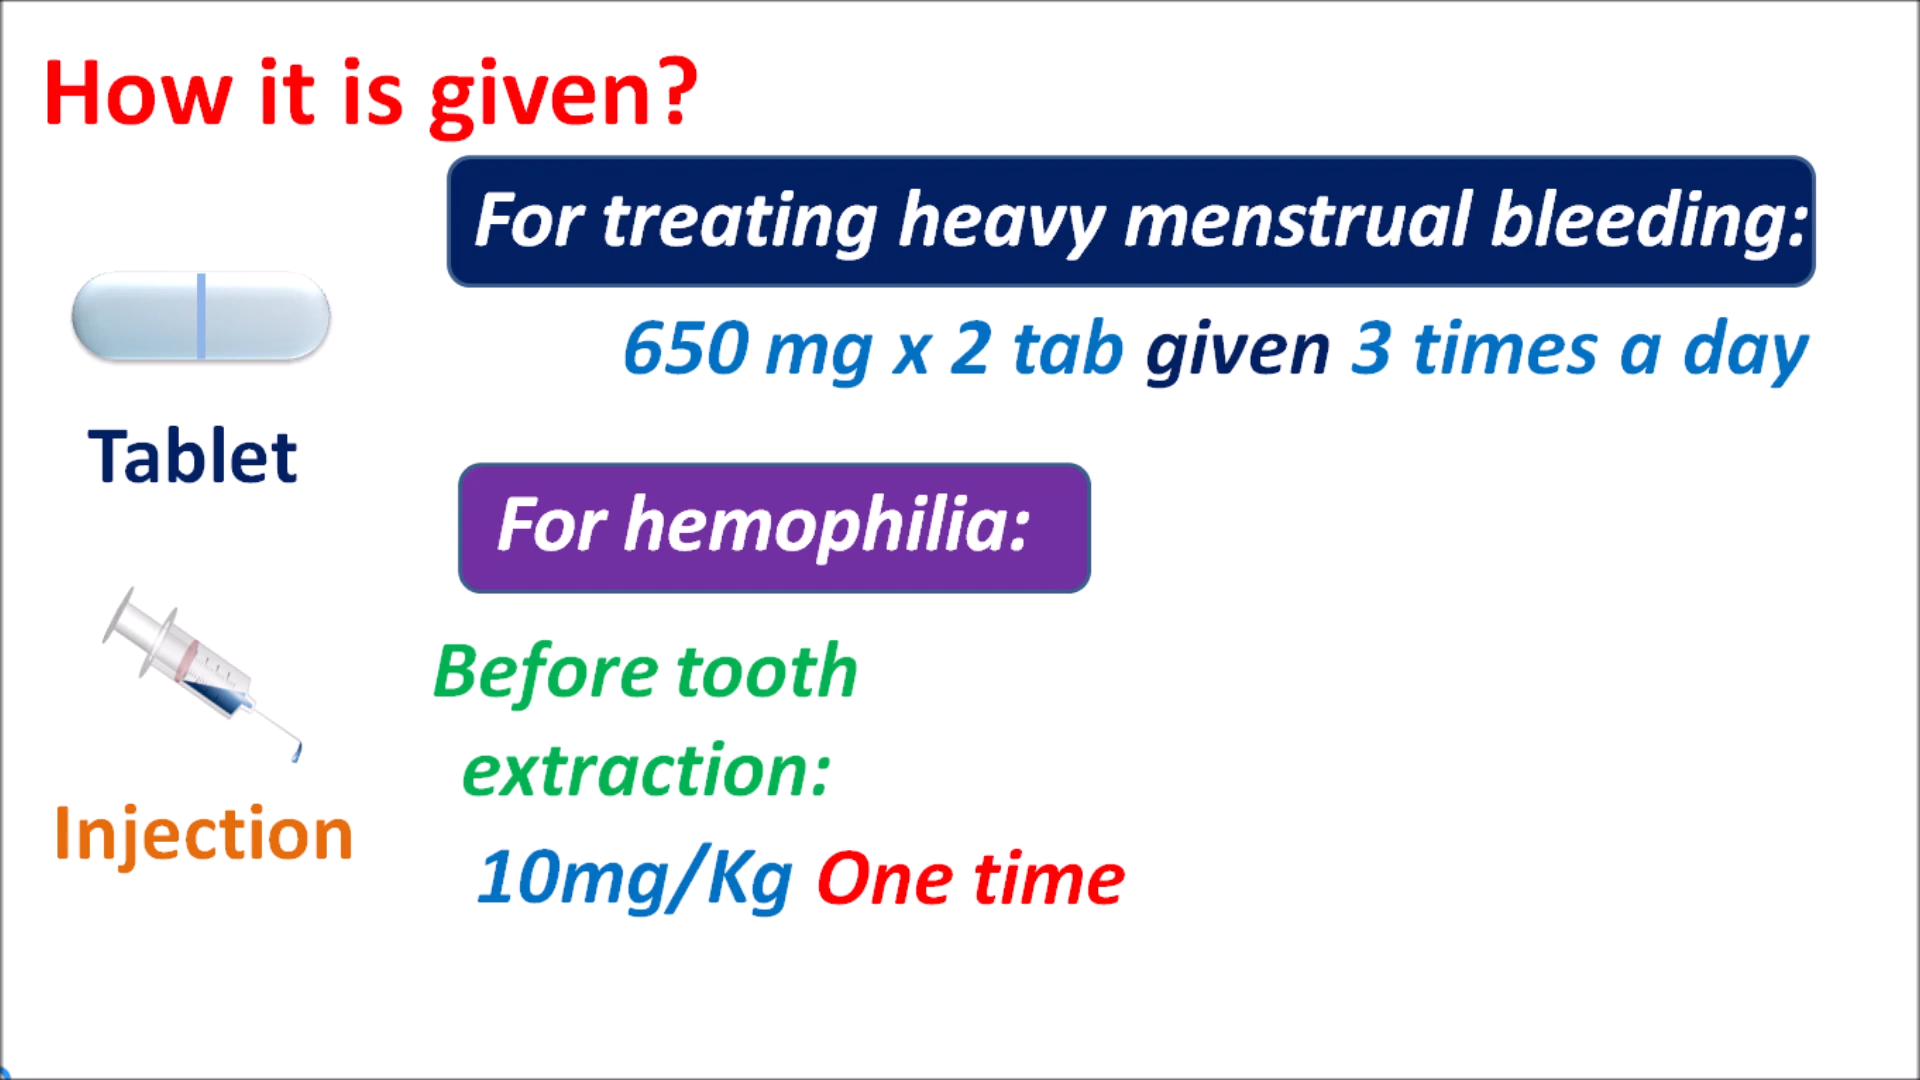 How it is given?
For treating heavy menstrual bleeding:
650 mg x 2 tab given 3 times a day
Tablet
For hemophilia:
Before tooth
extraction:
Injection
10mg/Kg One time